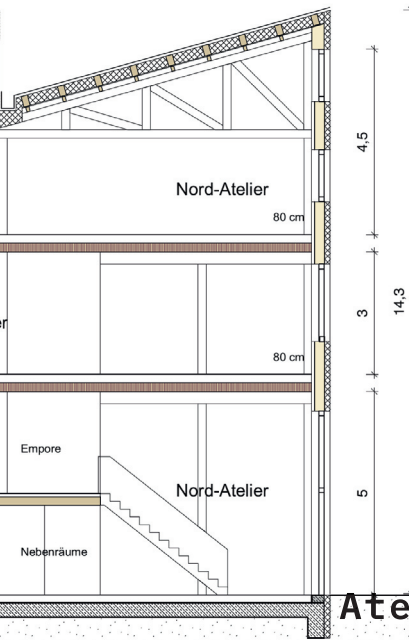 4,5
Nord-Atelier
80 cm
14,3
er
3
80 cm
Empore
Nord-Atelier
5
Nebenräume
Ate